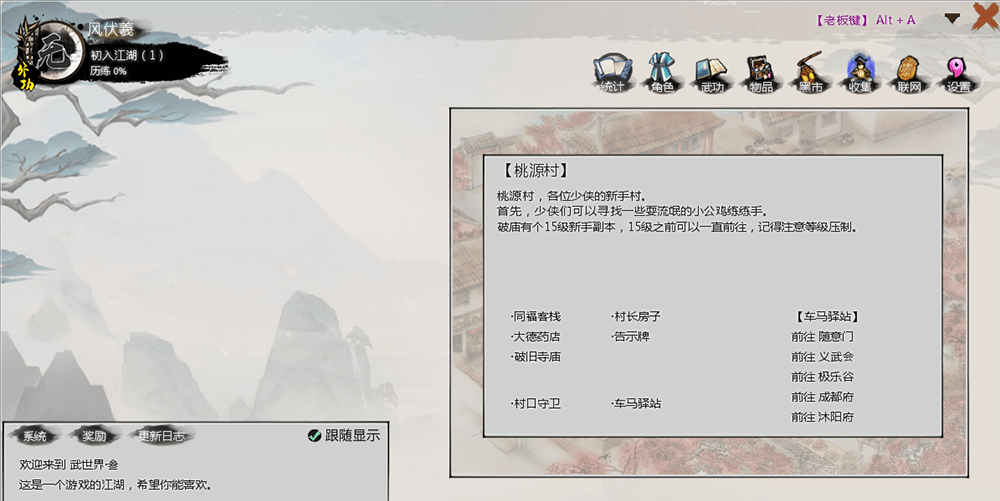 【老板键】 Alt + A
风伏羲
初入江湖（1）
历练 0%
外功
统计 角色 武功 物品 黑市 收集 联网 设置
【桃源村】
桃源村，各位少侠的新手村。
首先，少侠们可以寻找一些耍流氓的小公鸡练练手。
破庙有个15级新手副本，15级之前可以一直前往，记得注意等级压制。
·同福客栈 ·村长房子 【车马驿站】
·大德药店 ·告示牌 前往 随意门
·破旧寺庙 前往 义武会
前往 极乐谷
·村口守卫 ·车马驿站 前往 成都府
前往 沐阳府
系统 奖励 更新日志 跟随显示
欢迎来到 武世界·叁
这是一个游戏的江湖，希望你能喜欢。